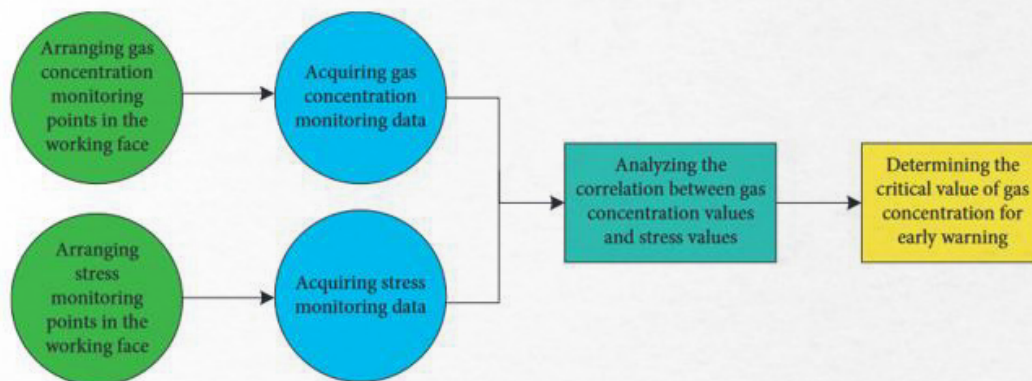 Arranging gas
concentration
monitoring
points in the
working face
Acquiring gas
concentration
monitoring data
Arranging
stress
monitoring
points in the
working face
Acquiring stress
monitoring data
Analyzing the
correlation between gas
concentration values
and stress values
Determining the
critical value of gas
concentration for
early warning